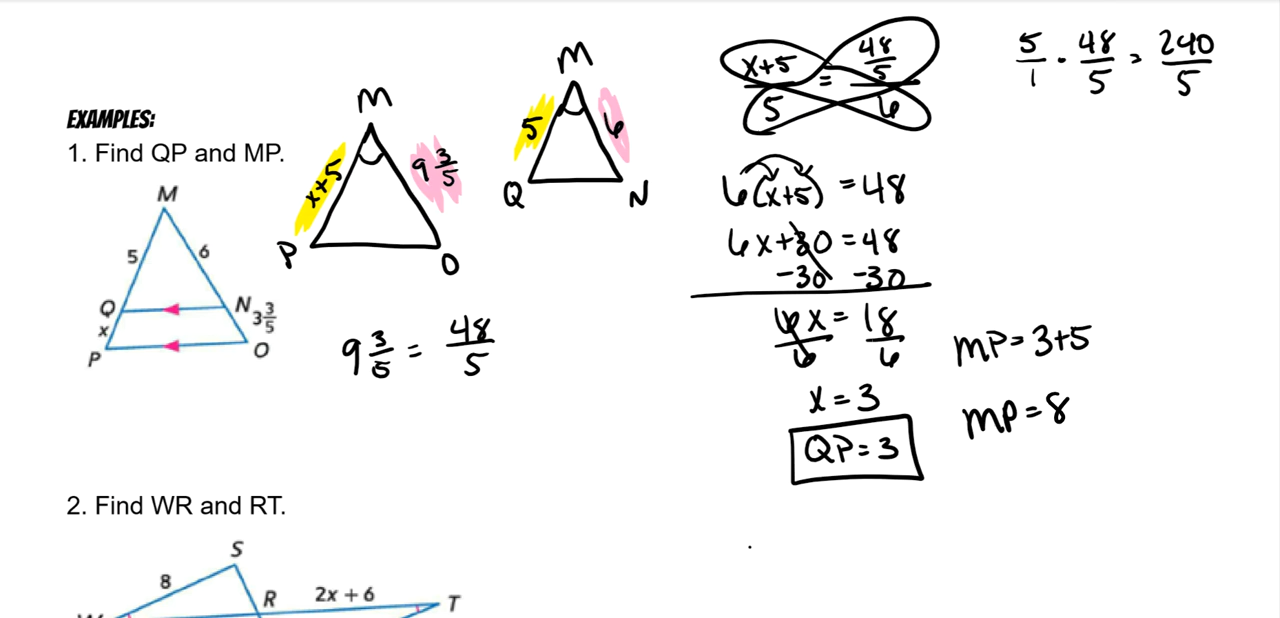 EXAMPLES:
1. Find QP and MP.
M
5
6
Q
N
x
3 3/5
P
O
M
x+5
9 3/5
P
O
9 3/5 = 48/5
M
5
6
Q
N
x+5/5 = 48/5/6
5/1 · 48/5 = 240/5
6(x+5) = 48
6x+30 = 48
-30 -30
6x/6 = 18/6
x = 3
QP = 3
MP = 3+5
MP = 8
2. Find WR and RT.
S
8
R
2x + 6
T